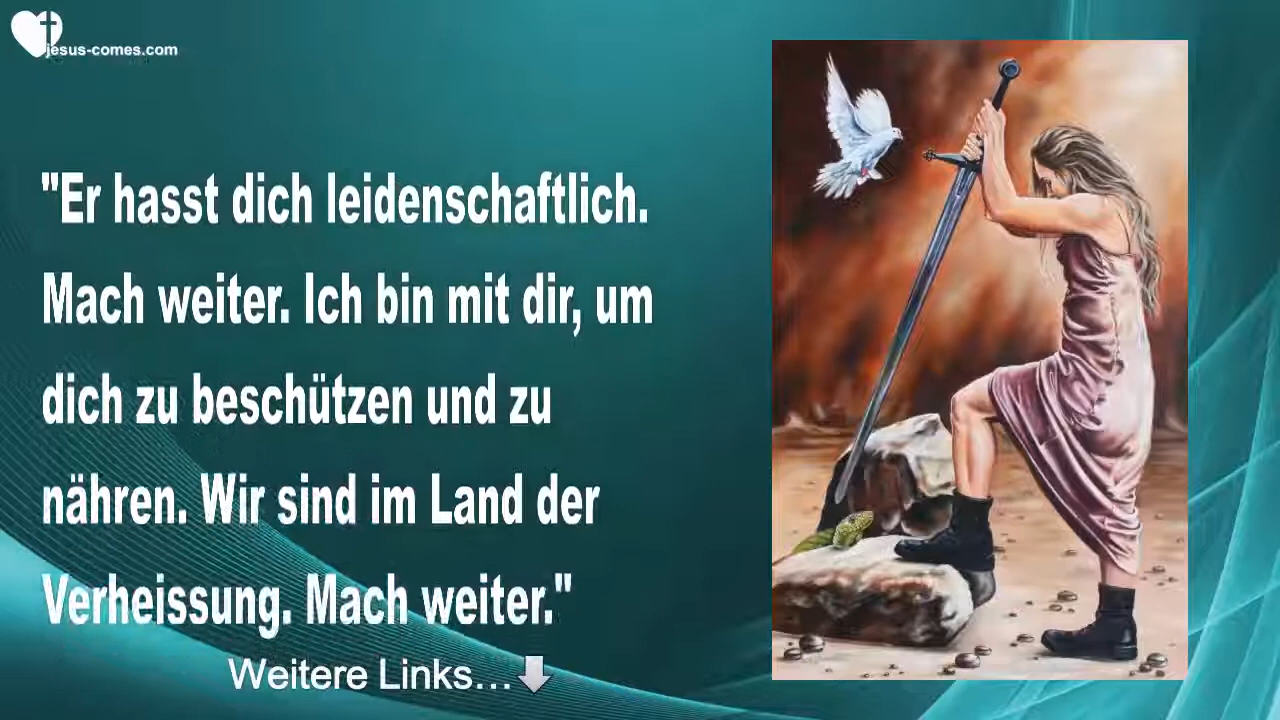 jesus-comes.com
"Er hasst dich leidenschaftlich.
Mach weiter. Ich bin mit dir, um
dich zu beschützen und zu
nähren. Wir sind im Land der
Verheissung. Mach weiter."
Weitere Links...